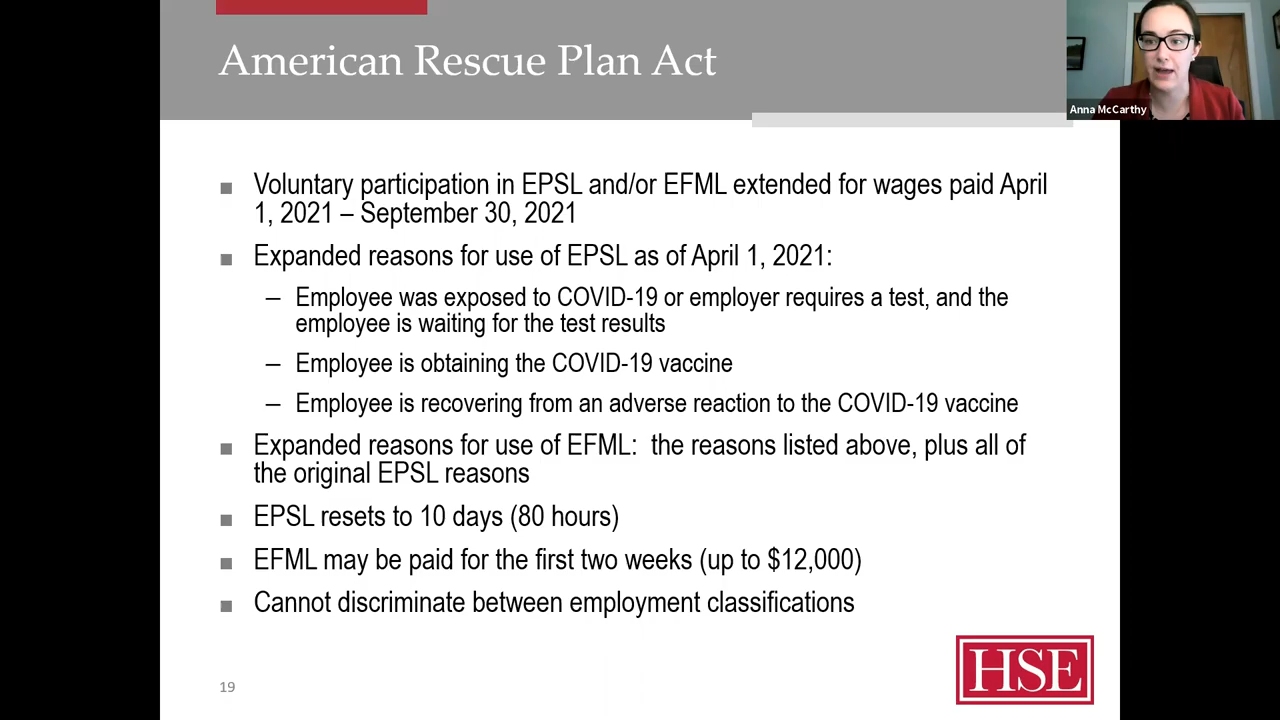 American Rescue Plan Act
Anna McCarthy
■ Voluntary participation in EPSL and/or EFML extended for wages paid April
1, 2021 – September 30, 2021
■ Expanded reasons for use of EPSL as of April 1, 2021:
– Employee was exposed to COVID-19 or employer requires a test, and the
employee is waiting for the test results
– Employee is obtaining the COVID-19 vaccine
– Employee is recovering from an adverse reaction to the COVID-19 vaccine
■ Expanded reasons for use of EFML:  the reasons listed above, plus all of
the original EPSL reasons
■ EPSL resets to 10 days (80 hours)
■ EFML may be paid for the first two weeks (up to $12,000)
■ Cannot discriminate between employment classifications
HSE
19